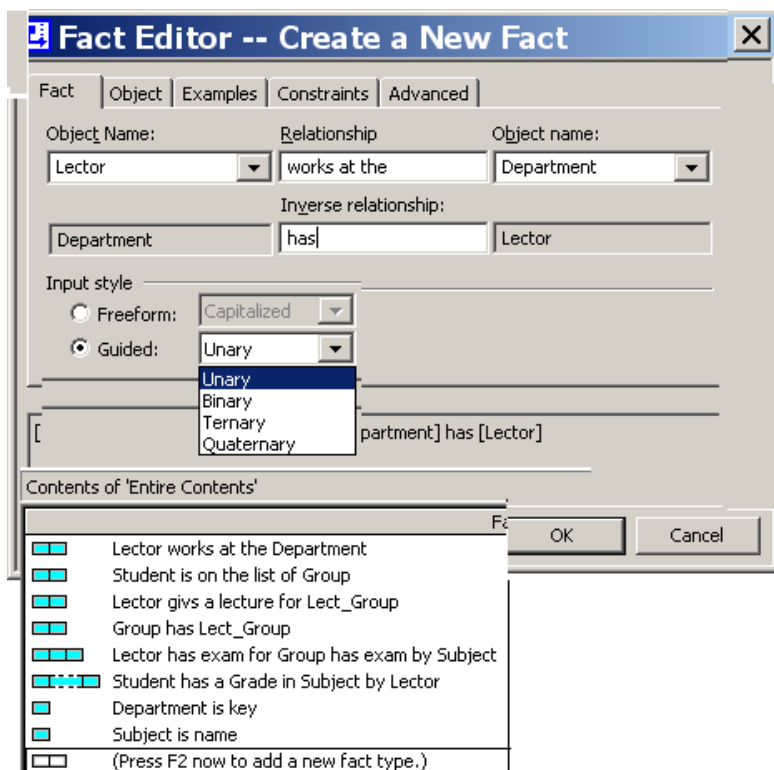 Fact Editor -- Create a New Fact
Fact Object Examples Constraints Advanced
Object Name: Relationship Object name:
Lector works at the Department
Inverse relationship:
Department has Lector
Input style
Freeform: Capitalized
Guided: Unary
Unary
Binary
Ternary
Quaternary
[ partment] has [Lector]
Contents of 'Entire Contents'
OK Cancel
Lector works at the Department
Student is on the list of Group
Lector givs a lecture for Lect_Group
Group has Lect_Group
Lector has exam for Group has exam by Subject
Student has a Grade in Subject by Lector
Department is key
Subject is name
(Press F2 now to add a new fact type.)